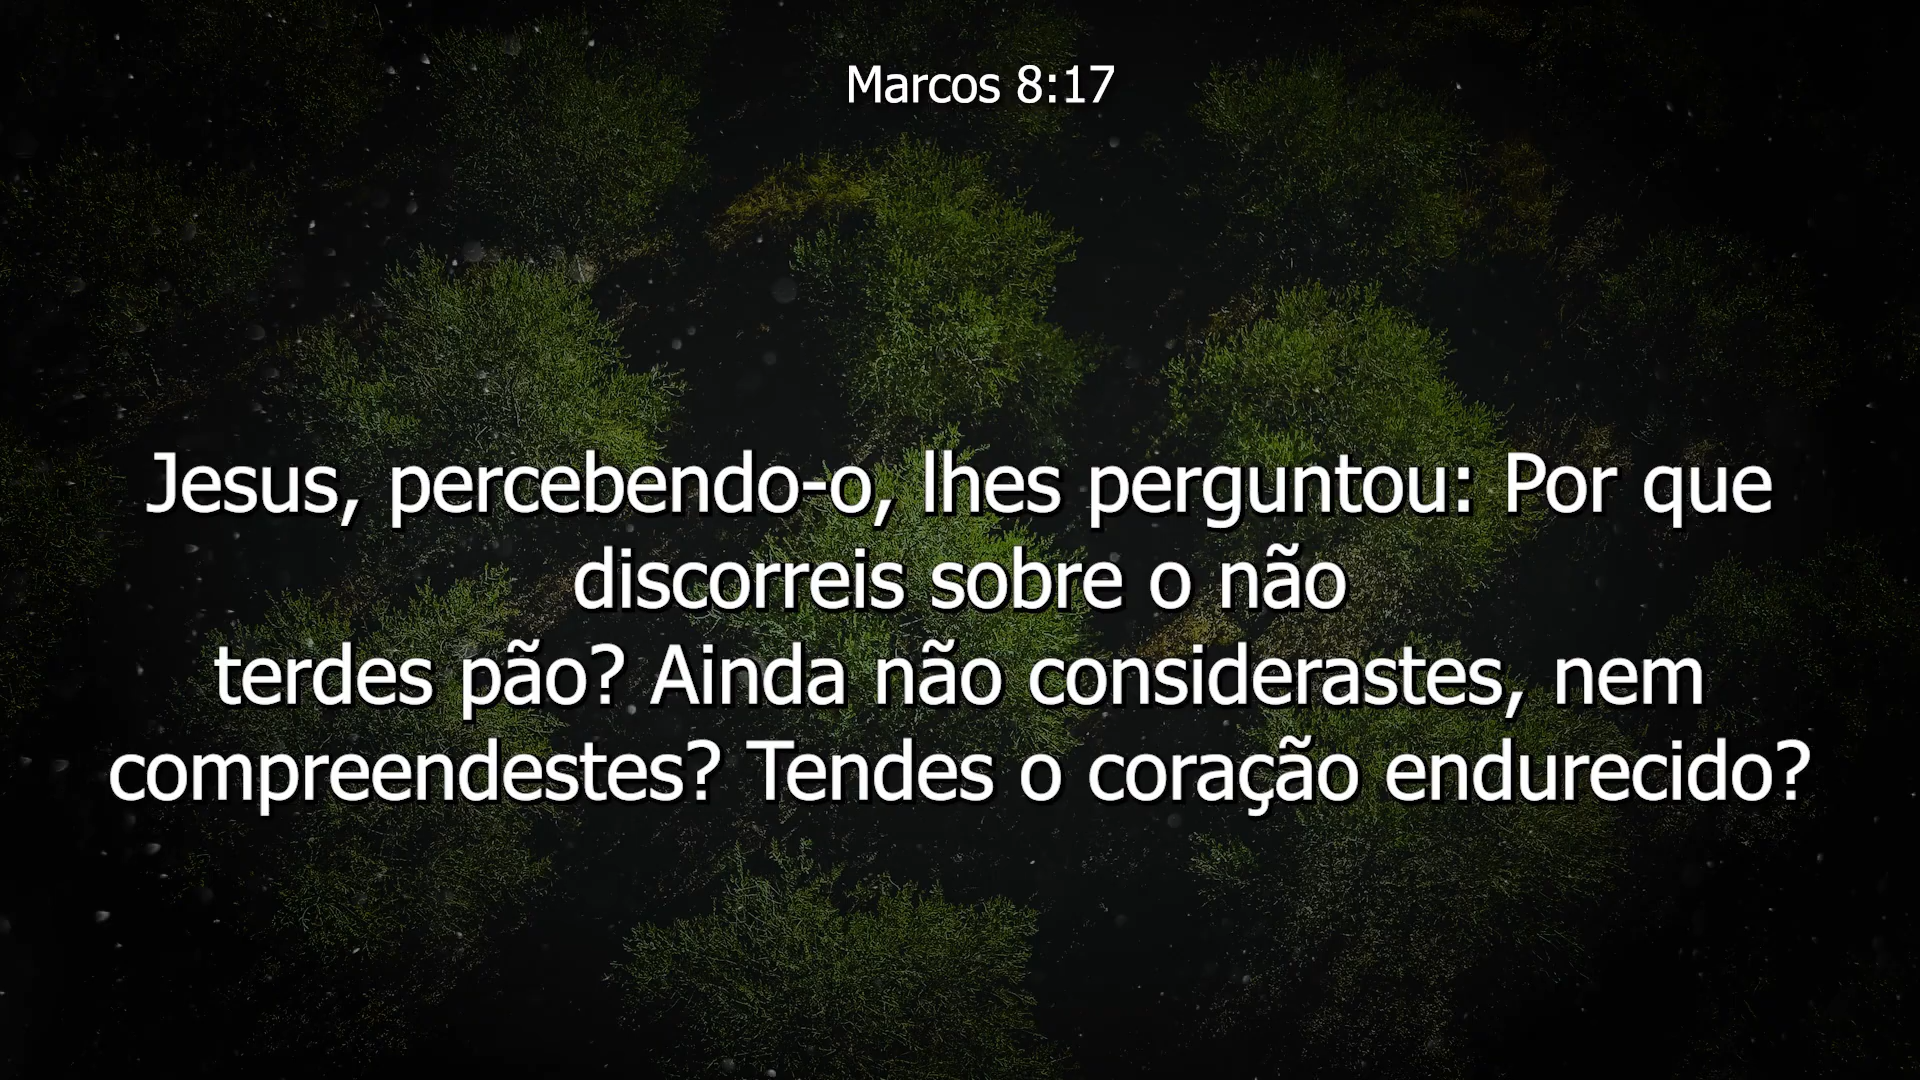 Marcos 8:17
Jesus, percebendo-o, lhes perguntou: Por que
discorreis sobre o não
terdes pão? Ainda não considerastes, nem
compreendestes? Tendes o coração endurecido?